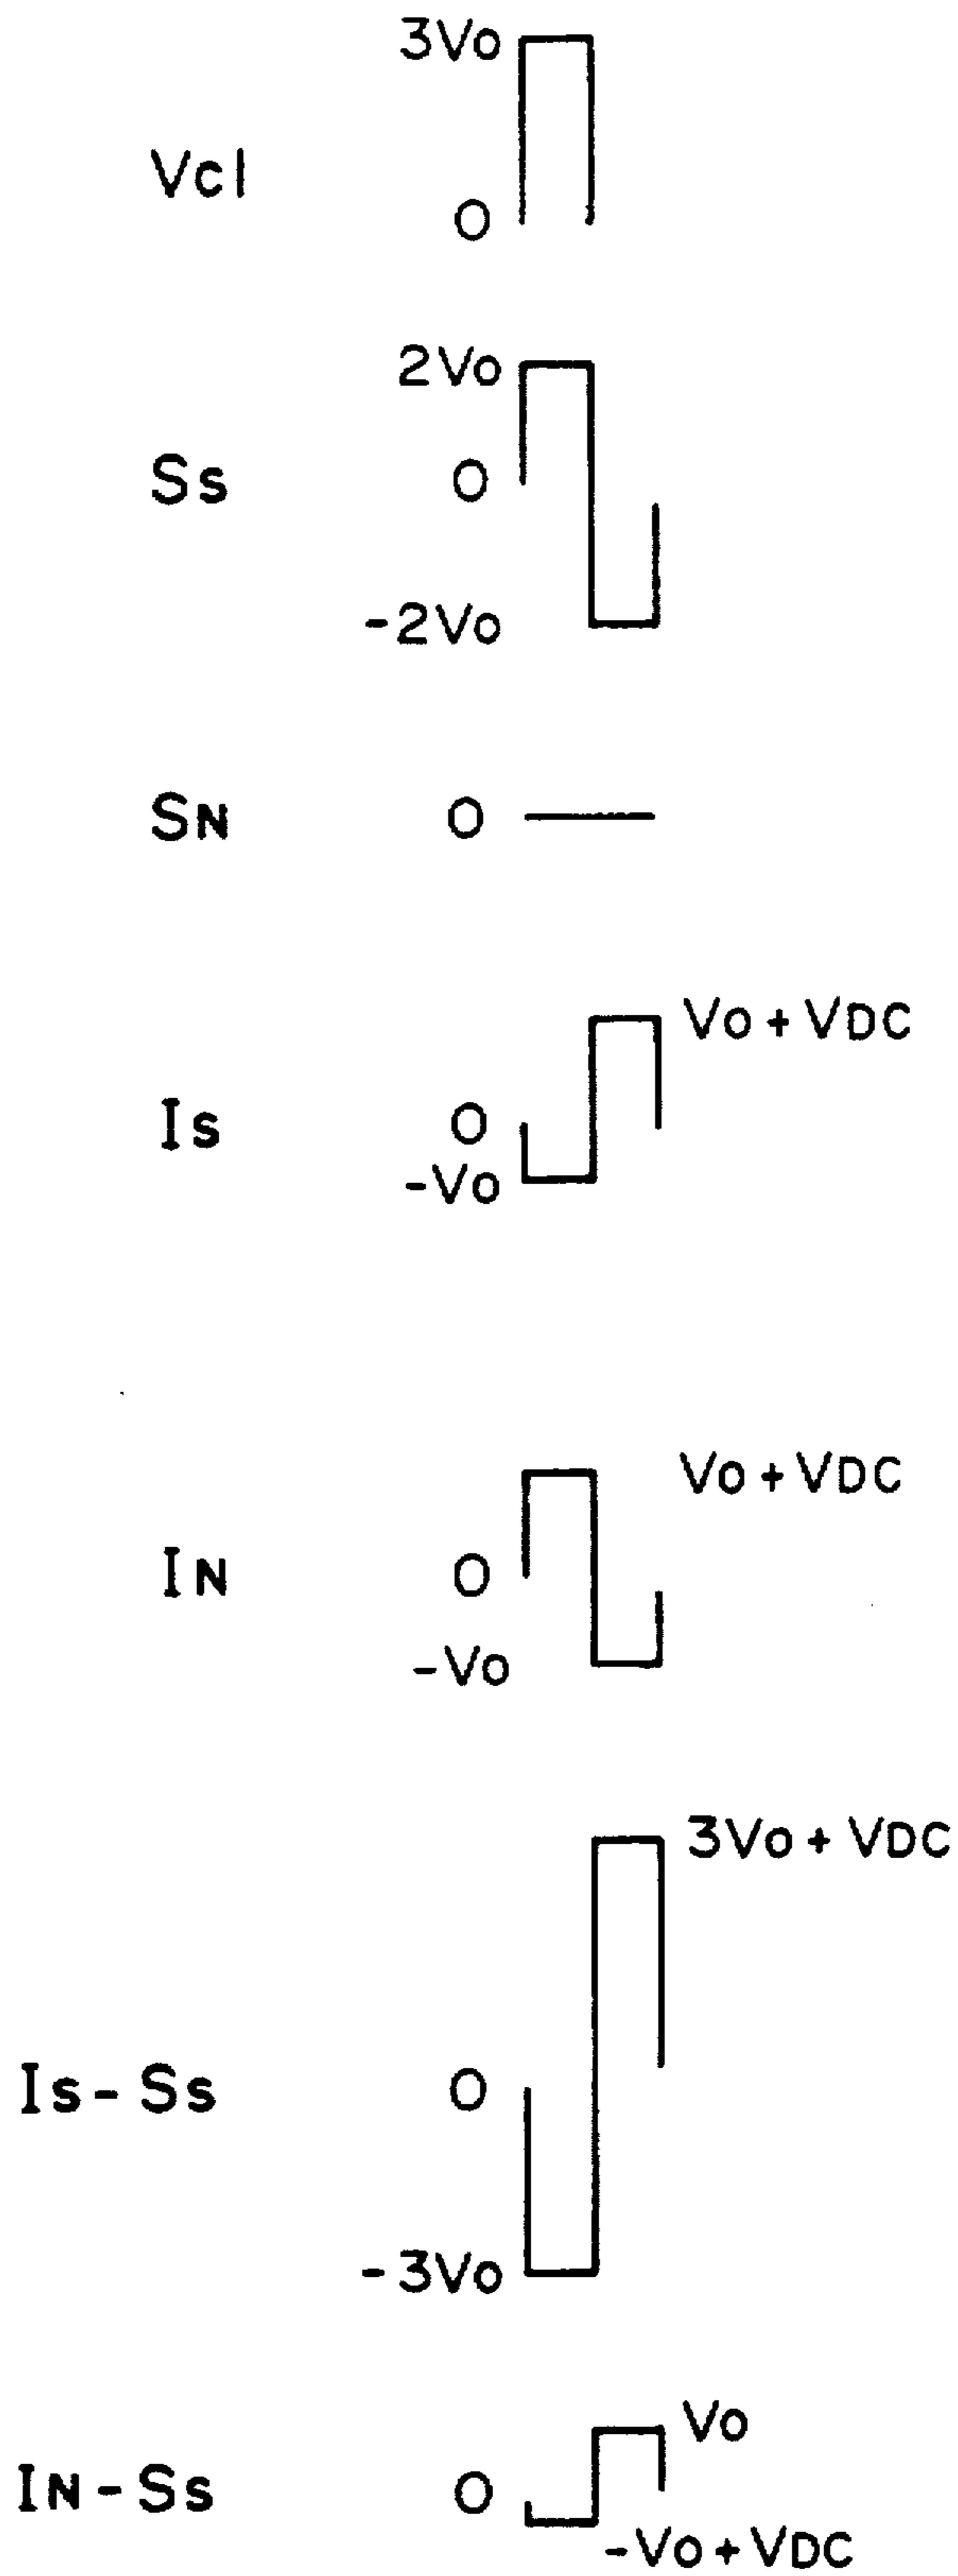 3Vo
Vcl
0
2Vo
Ss
0
-2Vo
SN
0
Vo + VDC
Is
0
-Vo
Vo + VDC
IN
0
-Vo
3Vo + VDC
Is - Ss
0
-3Vo
Vo
IN - Ss
0
-Vo + VDC